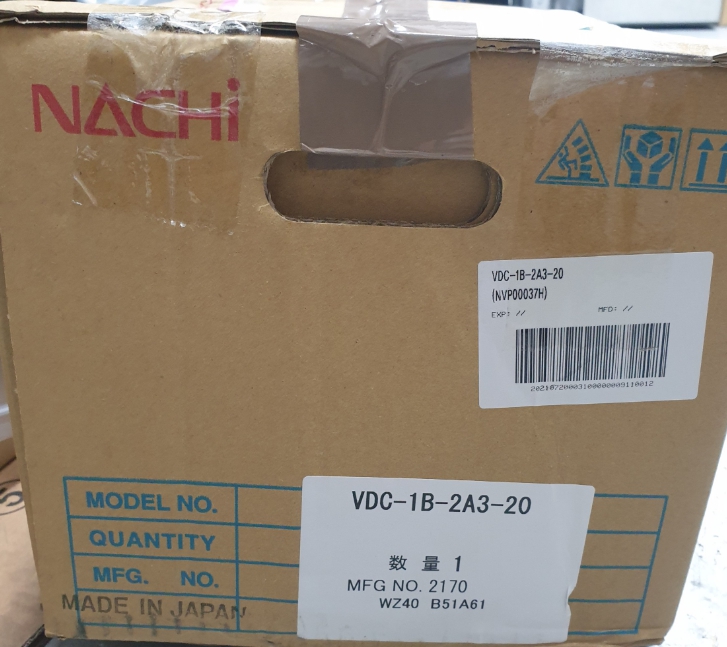 NACHi
VDC-1B-2A3-20
(NVP00037H)
EXP: // MFD: //
MODEL NO.
VDC-1B-2A3-20
QUANTITY
数量 1
MFG. NO.
MFG NO. 2170
WZ40 B51A61
MADE IN JAPAN